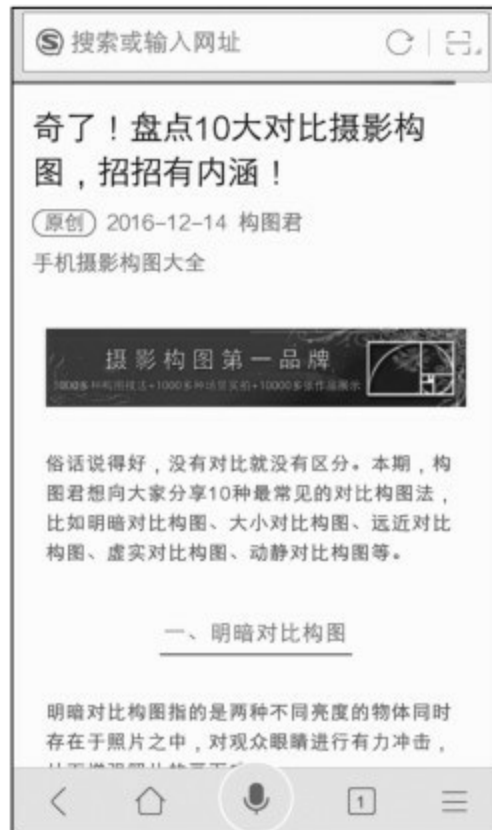 搜索或输入网址
奇了！盘点10大对比摄影构
图，招招有内涵！
原创 2016-12-14 构图君
手机摄影构图大全
摄影构图第一品牌
俗话说得好，没有对比就没有区分。本期，构
图君想向大家分享10种最常见的对比构图法，
比如明暗对比构图、大小对比构图、远近对比
构图、虚实对比构图、动静对比构图等。
一、明暗对比构图
明暗对比构图指的是两种不同亮度的物体同时
存在于照片之中，对观众眼睛进行有力冲击，
1